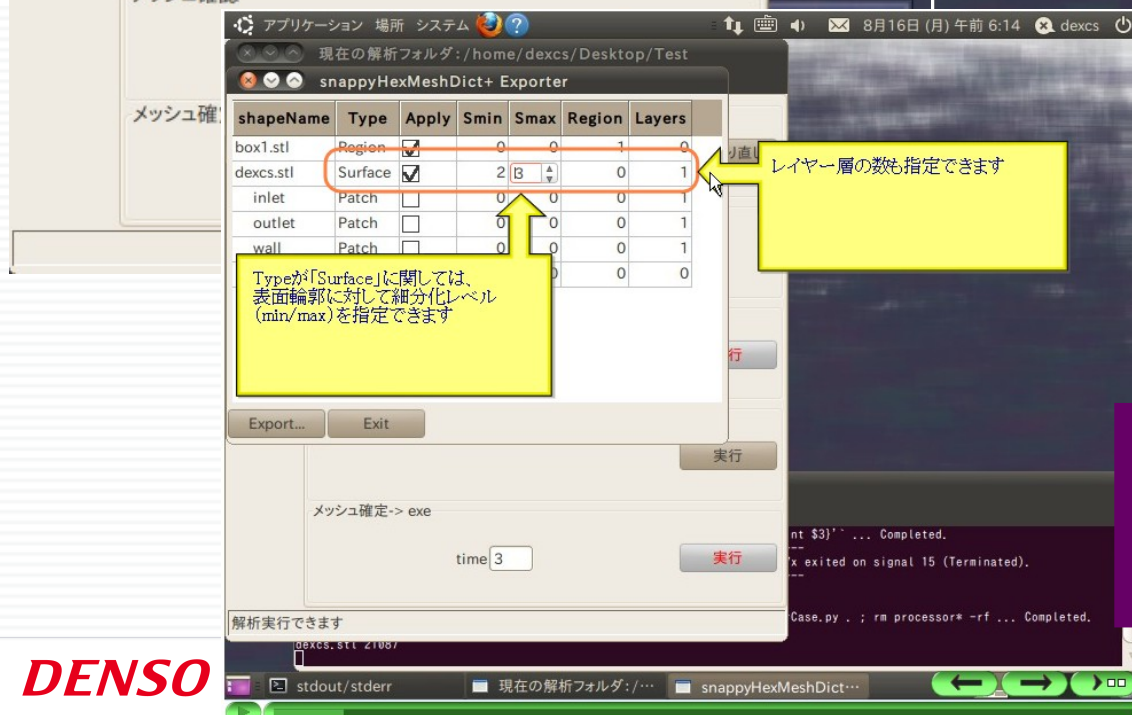 アプリケーション 場所 システム 8月16日 (月) 午前 6:14 dexcs
現在の解析フォルダ:/home/dexcs/Desktop/Test
snappyHexMeshDict+ Exporter
メッシュ確
shapeName Type Apply Smin Smax Region Layers
box1.stl Region 0 0 1 0
dexcs.stl Surface 2 3 0 1
inlet Patch 0 0 0 1
outlet Patch 0 0 0 1
wall Patch 0 0 0 1
0 0 0
り直し
レイヤー層の数も指定できます
Typeが「Surface」に関しては、
表面輪郭に対して細分化レベル
(min/max)を指定できます
行
Export... Exit
実行
メッシュ確定-> exe
time 3 実行
解析実行できます
nt $3}'` ... Completed.
x exited on signal 15 (Terminated).
Case.py . ; rm processor* -rf ... Completed.
dexcs.stl 21087
DENSO
stdout/stderr 現在の解析フォルダ:/… snappyHexMeshDict…